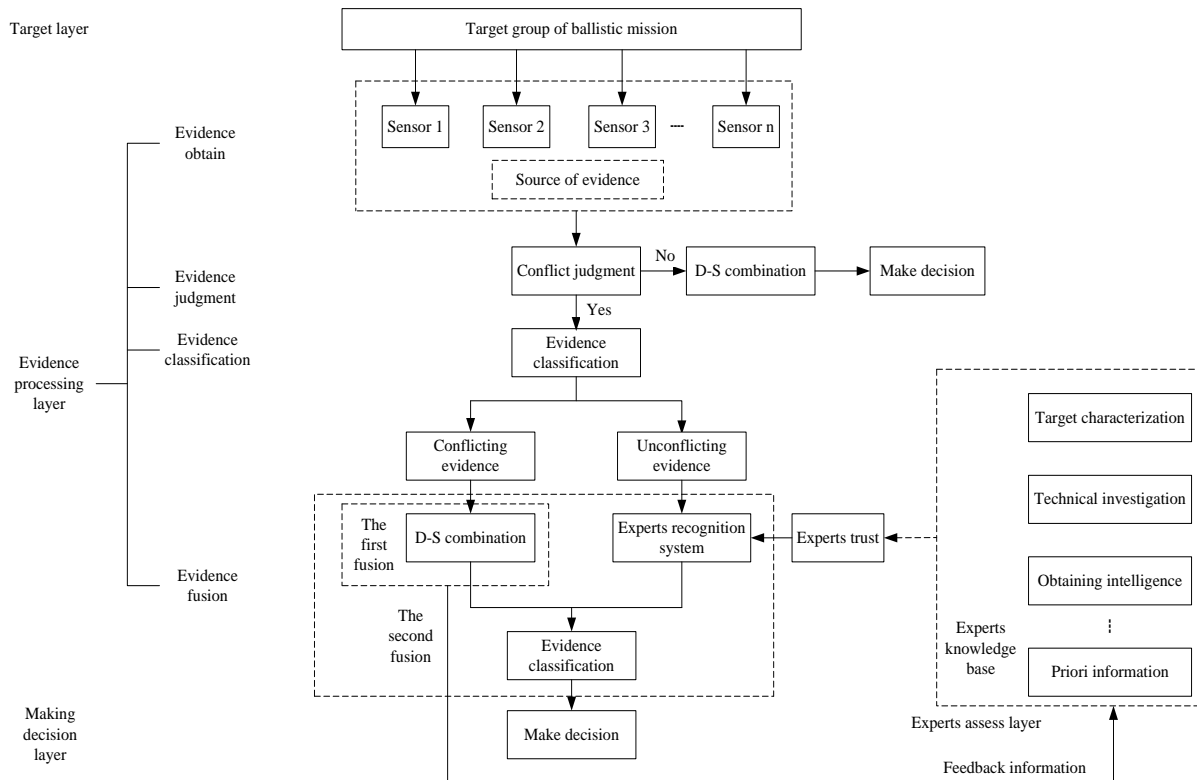 Target layer
Target group of ballistic mission
Sensor 1
Sensor 2
Sensor 3
Sensor n
Evidence
obtain
Source of evidence
Evidence
judgment
Conflict judgment
No
D-S combination
Make decision
Yes
Evidence
classification
Evidence
classification
Evidence
processing
layer
Target characterization
Conflicting
evidence
Unconflicting
evidence
Technical investigation
The
first
fusion
D-S combination
Experts recognition
system
Experts trust
Evidence
fusion
Obtaining intelligence
The
second
fusion
Evidence
classification
Experts
knowledge
base
Priori information
Making
decision
layer
Make decision
Experts assess layer
Feedback information